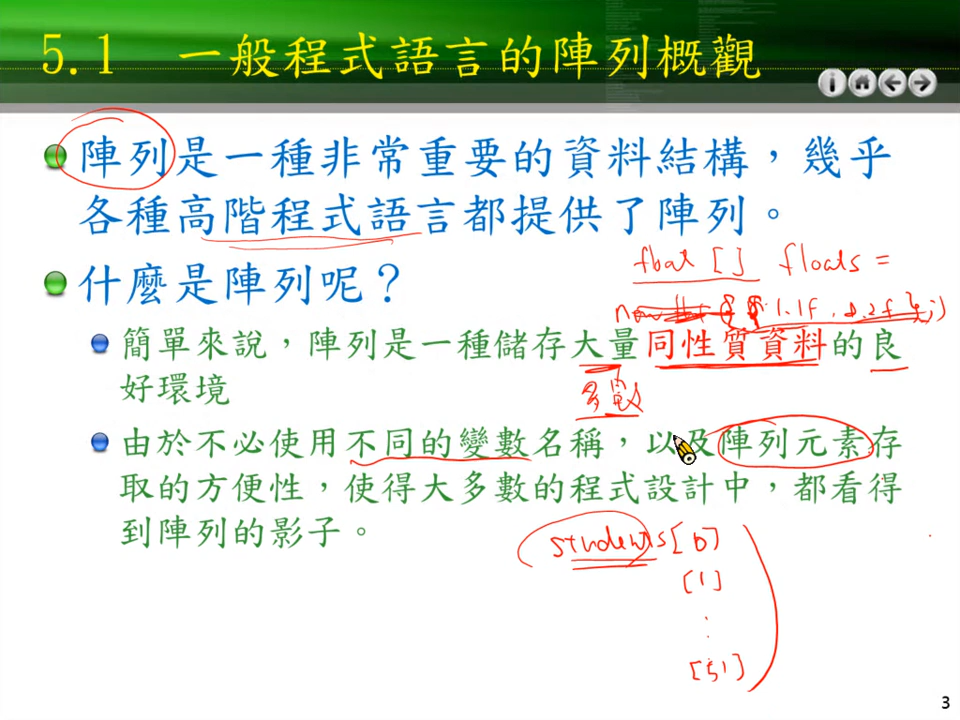 5.1 一般程式語言的陣列概觀
陣列是一種非常重要的資料結構，幾乎
各種高階程式語言都提供了陣列。
什麼是陣列呢？
float [] floats =
1.1f,
簡單來說，陣列是一種儲存大量同性質資料的良
好環境
多數
由於不必使用不同的變數名稱，以及陣列元素存
取的方便性，使得大多數的程式設計中，都看得
到陣列的影子。
students[0]
[1]
⋮
[51]
3